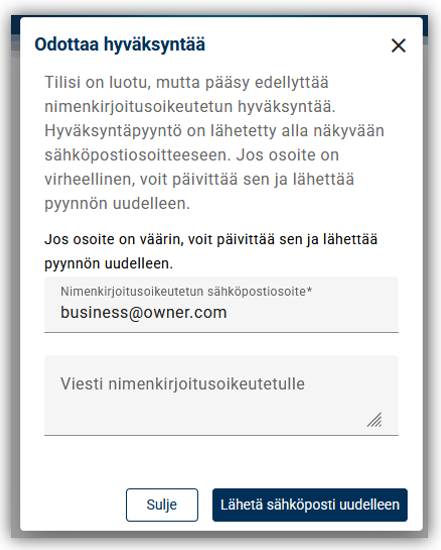 Odottaa hyväksyntää
Tilisi on luotu, mutta pääsy edellyttää
nimenkirjoitusoikeutetun hyväksyntää.
Hyväksyntäpyyntö on lähetetty alla näkyvään
sähköpostiosoitteeseen. Jos osoite on
virheellinen, voit päivittää sen ja lähettää
pyynnön uudelleen.
Jos osoite on väärin, voit päivittää sen ja lähettää
pyynnön uudelleen.
Nimenkirjoitusoikeutetun sähköpostiosoite*
business@owner.com
Viesti nimenkirjoitusoikeutetulle
Sulje
Lähetä sähköposti uudelleen